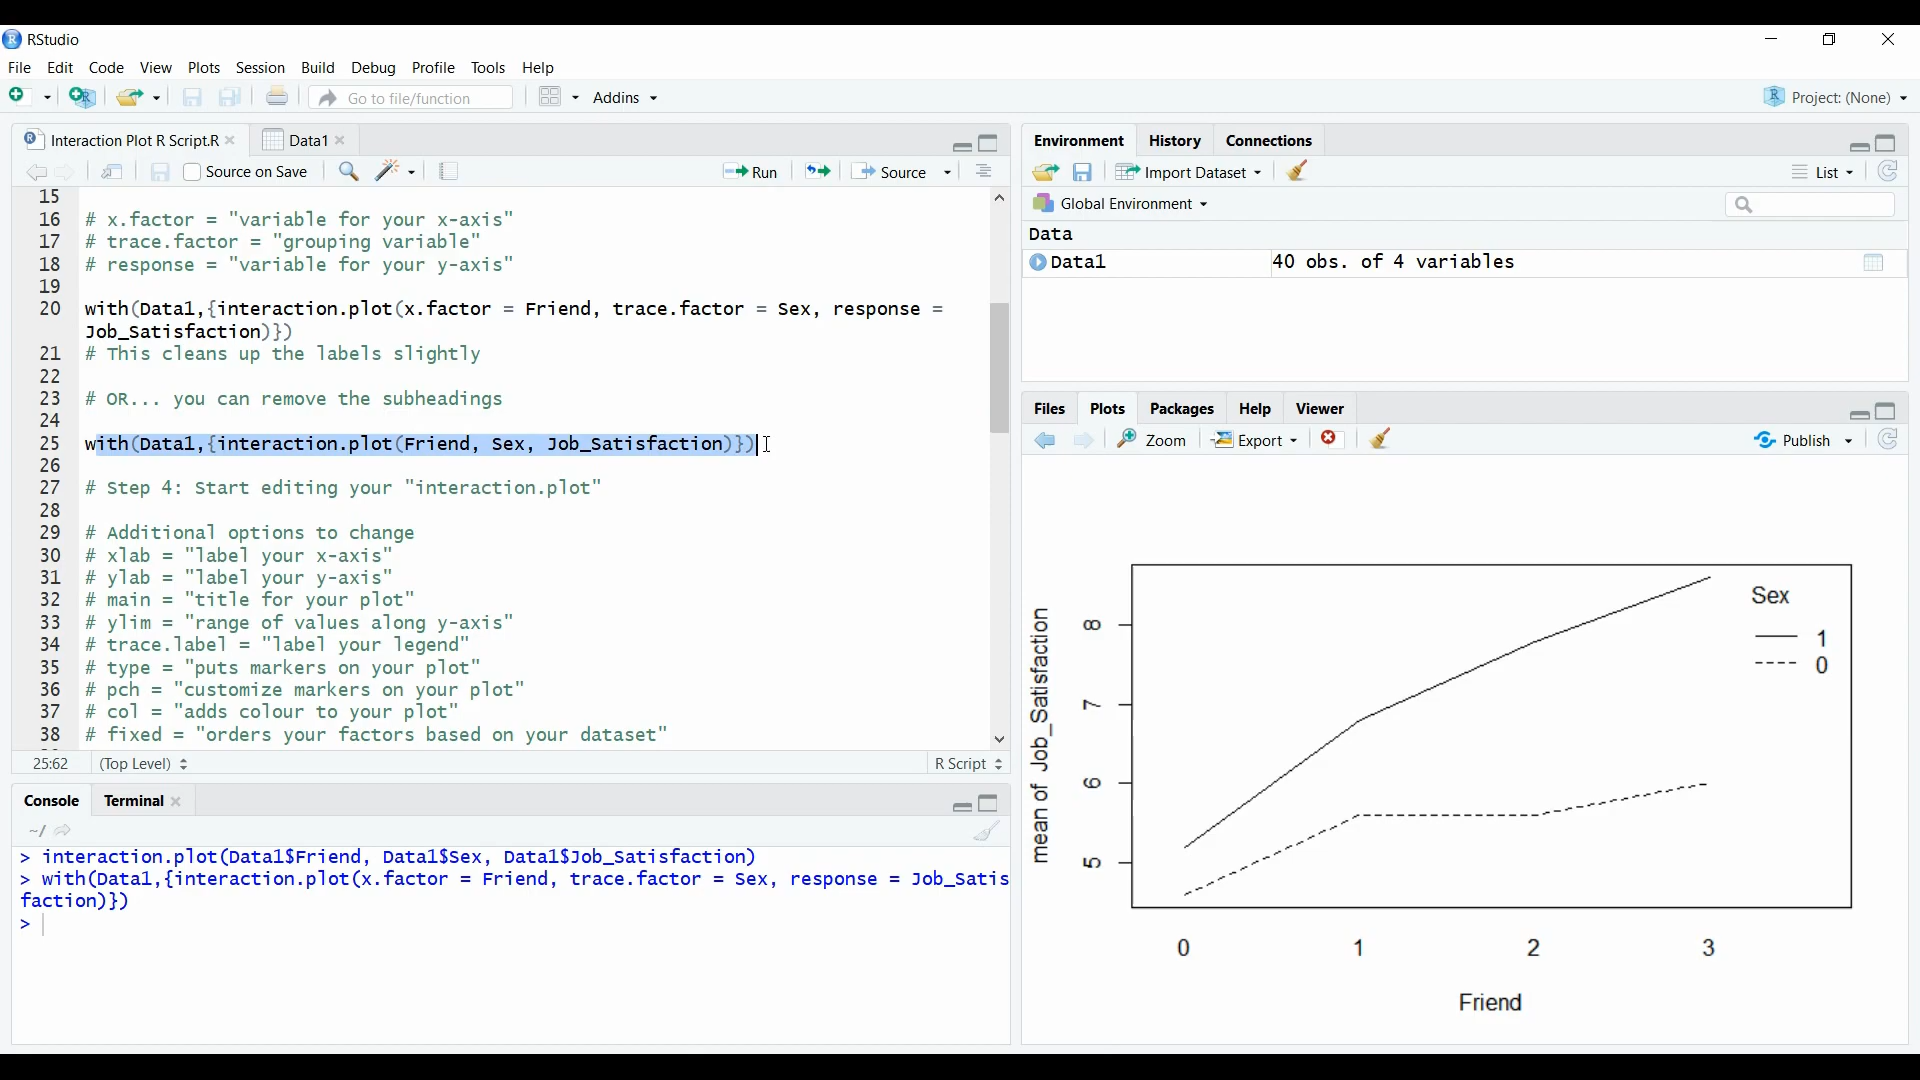 RStudio
File Edit Code View Plots Session Build Debug Profile Tools Help
Go to file/function Addins Project: (None)
Interaction Plot R Script.R Data1
Source on Save Run Source
15
16 # x.factor = "variable for your x-axis"
17 # trace.factor = "grouping variable"
18 # response = "variable for your y-axis"
19
20 with(Data1,{interaction.plot(x.factor = Friend, trace.factor = Sex, response =
Job_Satisfaction)})
21 # This cleans up the labels slightly
22
23 # OR... you can remove the subheadings
24
25 with(Data1,{interaction.plot(Friend, Sex, Job_Satisfaction)})
26
27 # Step 4: Start editing your "interaction.plot"
28
29 # Additional options to change
30 # xlab = "label your x-axis"
31 # ylab = "label your y-axis"
32 # main = "title for your plot"
33 # ylim = "range of values along y-axis"
34 # trace.label = "label your legend"
35 # type = "puts markers on your plot"
36 # pch = "customize markers on your plot"
37 # col = "adds colour to your plot"
38 # fixed = "orders your factors based on your dataset"
25:62 (Top Level) R Script
Console Terminal
~/
> interaction.plot(Data1$Friend, Data1$Sex, Data1$Job_Satisfaction)
> with(Data1,{interaction.plot(x.factor = Friend, trace.factor = Sex, response = Job_Satis
faction)})
>
Environment History Connections
Import Dataset List
Global Environment
Data
Data1 40 obs. of 4 variables
Files Plots Packages Help Viewer
Zoom Export Publish
mean of Job_Satisfaction
8
7
6
5
Sex
1
0
0 1 2 3
Friend